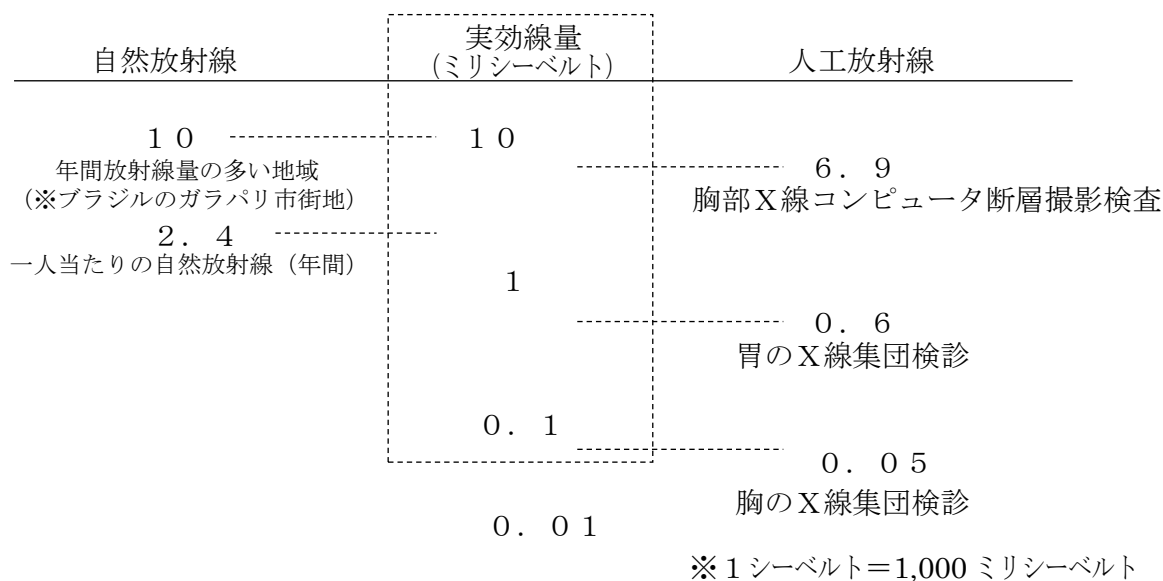 自然放射線
実効線量
(ミリシーベルト)
人工放射線
10
10
年間放射線量の多い地域
(※ブラジルのガラパリ市街地)
6.9
胸部X線コンピュータ断層撮影検査
2.4
一人当たりの自然放射線（年間）
1
0.6
胃のX線集団検診
0.1
0.05
胸のX線集団検診
0.01
※1シーベルト＝1,000ミリシーベルト